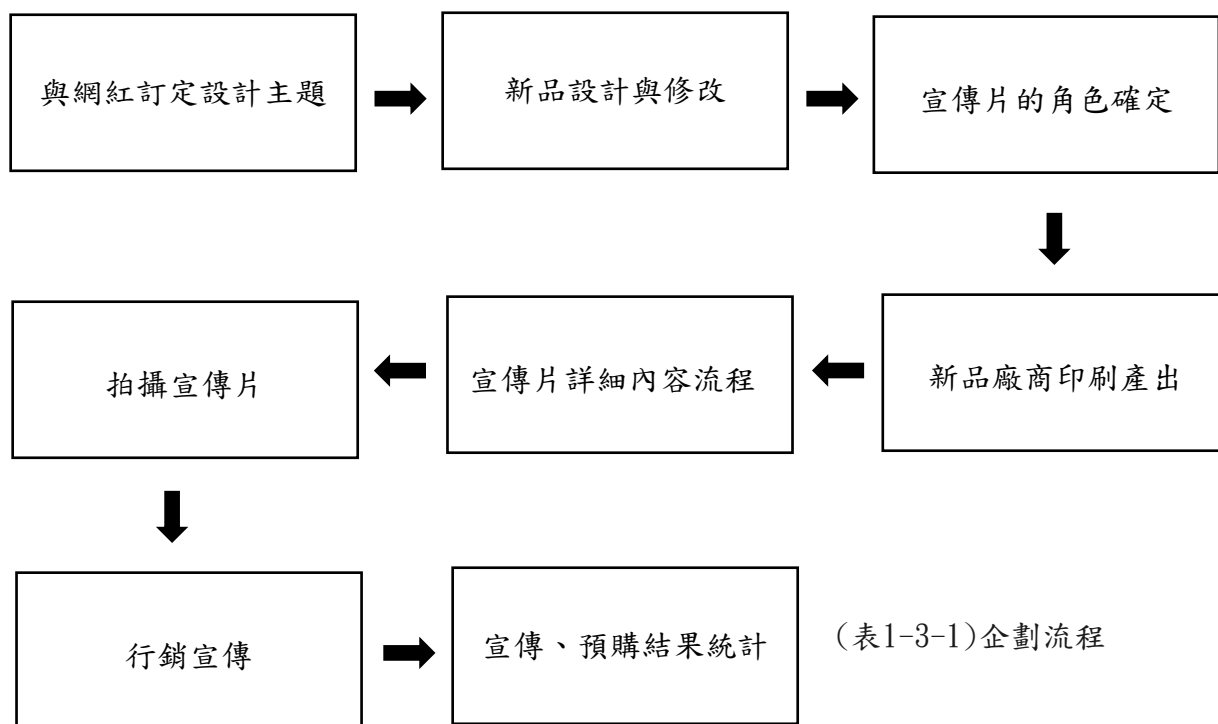 與網紅訂定設計主題
新品設計與修改
宣傳片的角色確定
新品廠商印刷產出
宣傳片詳細內容流程
拍攝宣傳片
行銷宣傳
宣傳、預購結果統計
(表1-3-1)企劃流程